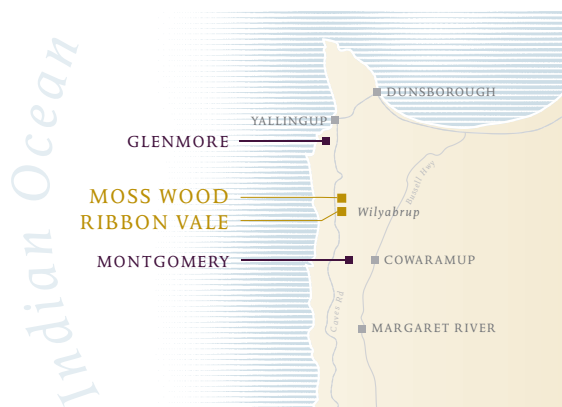 Indian Ocean
DUNSBOROUGH
YALLINGUP
GLENMORE
Bussell Hwy
MOSS WOOD
RIBBON VALE
Wilyabrup
MONTGOMERY
COWARAMUP
Caves Rd
MARGARET RIVER